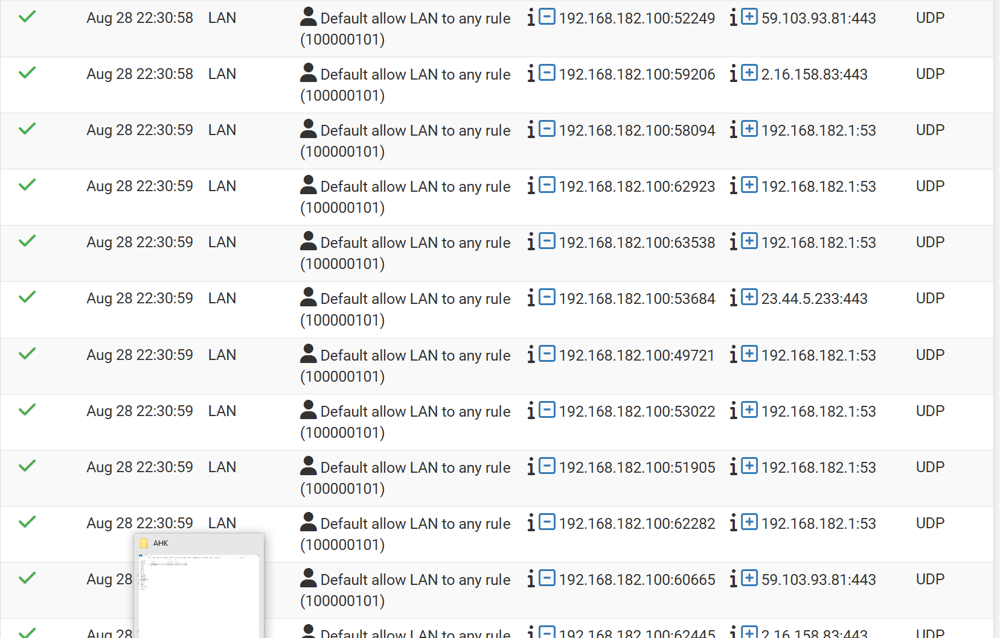 Aug 28 22:30:58 LAN Default allow LAN to any rule 192.168.182.100:52249 59.103.93.81:443 UDP
(100000101)
Aug 28 22:30:58 LAN Default allow LAN to any rule 192.168.182.100:59206 2.16.158.83:443 UDP
(100000101)
Aug 28 22:30:59 LAN Default allow LAN to any rule 192.168.182.100:58094 192.168.182.1:53 UDP
(100000101)
Aug 28 22:30:59 LAN Default allow LAN to any rule 192.168.182.100:62923 192.168.182.1:53 UDP
(100000101)
Aug 28 22:30:59 LAN Default allow LAN to any rule 192.168.182.100:63538 192.168.182.1:53 UDP
(100000101)
Aug 28 22:30:59 LAN Default allow LAN to any rule 192.168.182.100:53684 23.44.5.233:443 UDP
(100000101)
Aug 28 22:30:59 LAN Default allow LAN to any rule 192.168.182.100:49721 192.168.182.1:53 UDP
(100000101)
Aug 28 22:30:59 LAN Default allow LAN to any rule 192.168.182.100:53022 192.168.182.1:53 UDP
(100000101)
Aug 28 22:30:59 LAN Default allow LAN to any rule 192.168.182.100:51905 192.168.182.1:53 UDP
(100000101)
Aug 28 22:30:59 LAN Default allow LAN to any rule 192.168.182.100:62282 192.168.182.1:53 UDP
(100000101)
AHK
Aug 28 Default allow LAN to any rule 192.168.182.100:60665 59.103.93.81:443 UDP
(100000101)
Aug 28 Default allow LAN to any rule 192.168.182.100:62445 2.16.158.83:443 UDP